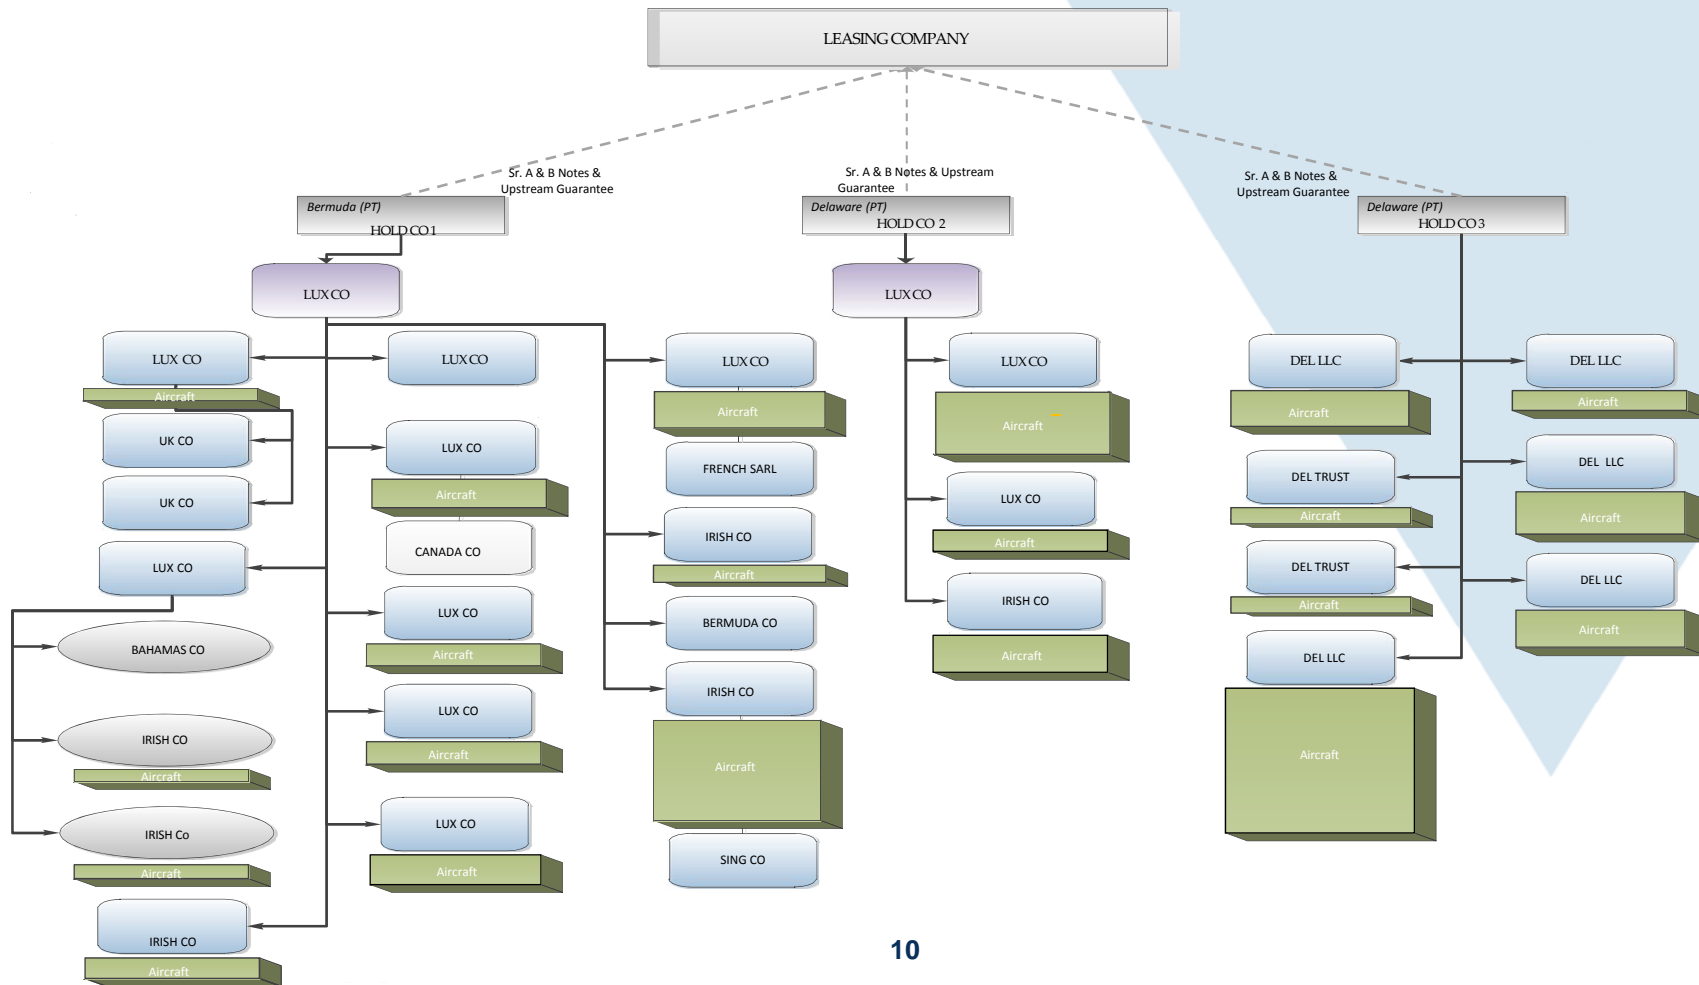 LEASING COMPANY
Sr. A & B Notes &
Upstream Guarantee
Sr. A & B Notes & Upstream
Guarantee
Sr. A & B Notes &
Upstream Guarantee
Bermuda (PT)
HOLD CO 1
Delaware (PT)
HOLD CO 2
Delaware (PT)
HOLD CO 3
LUX CO
LUX CO
LUX CO
Aircraft
UK CO
UK CO
LUX CO
BAHAMAS CO
IRISH CO
Aircraft
IRISH Co
Aircraft
IRISH CO
Aircraft
LUX CO
LUX CO
Aircraft
CANADA CO
LUX CO
Aircraft
LUX CO
Aircraft
LUX CO
Aircraft
LUX CO
Aircraft
FRENCH SARL
IRISH CO
Aircraft
BERMUDA CO
IRISH CO
Aircraft
SING CO
LUX CO
Aircraft
LUX CO
Aircraft
IRISH CO
Aircraft
DEL LLC
Aircraft
DEL TRUST
Aircraft
DEL TRUST
Aircraft
DEL LLC
Aircraft
DEL LLC
Aircraft
DEL LLC
Aircraft
DEL LLC
Aircraft
10